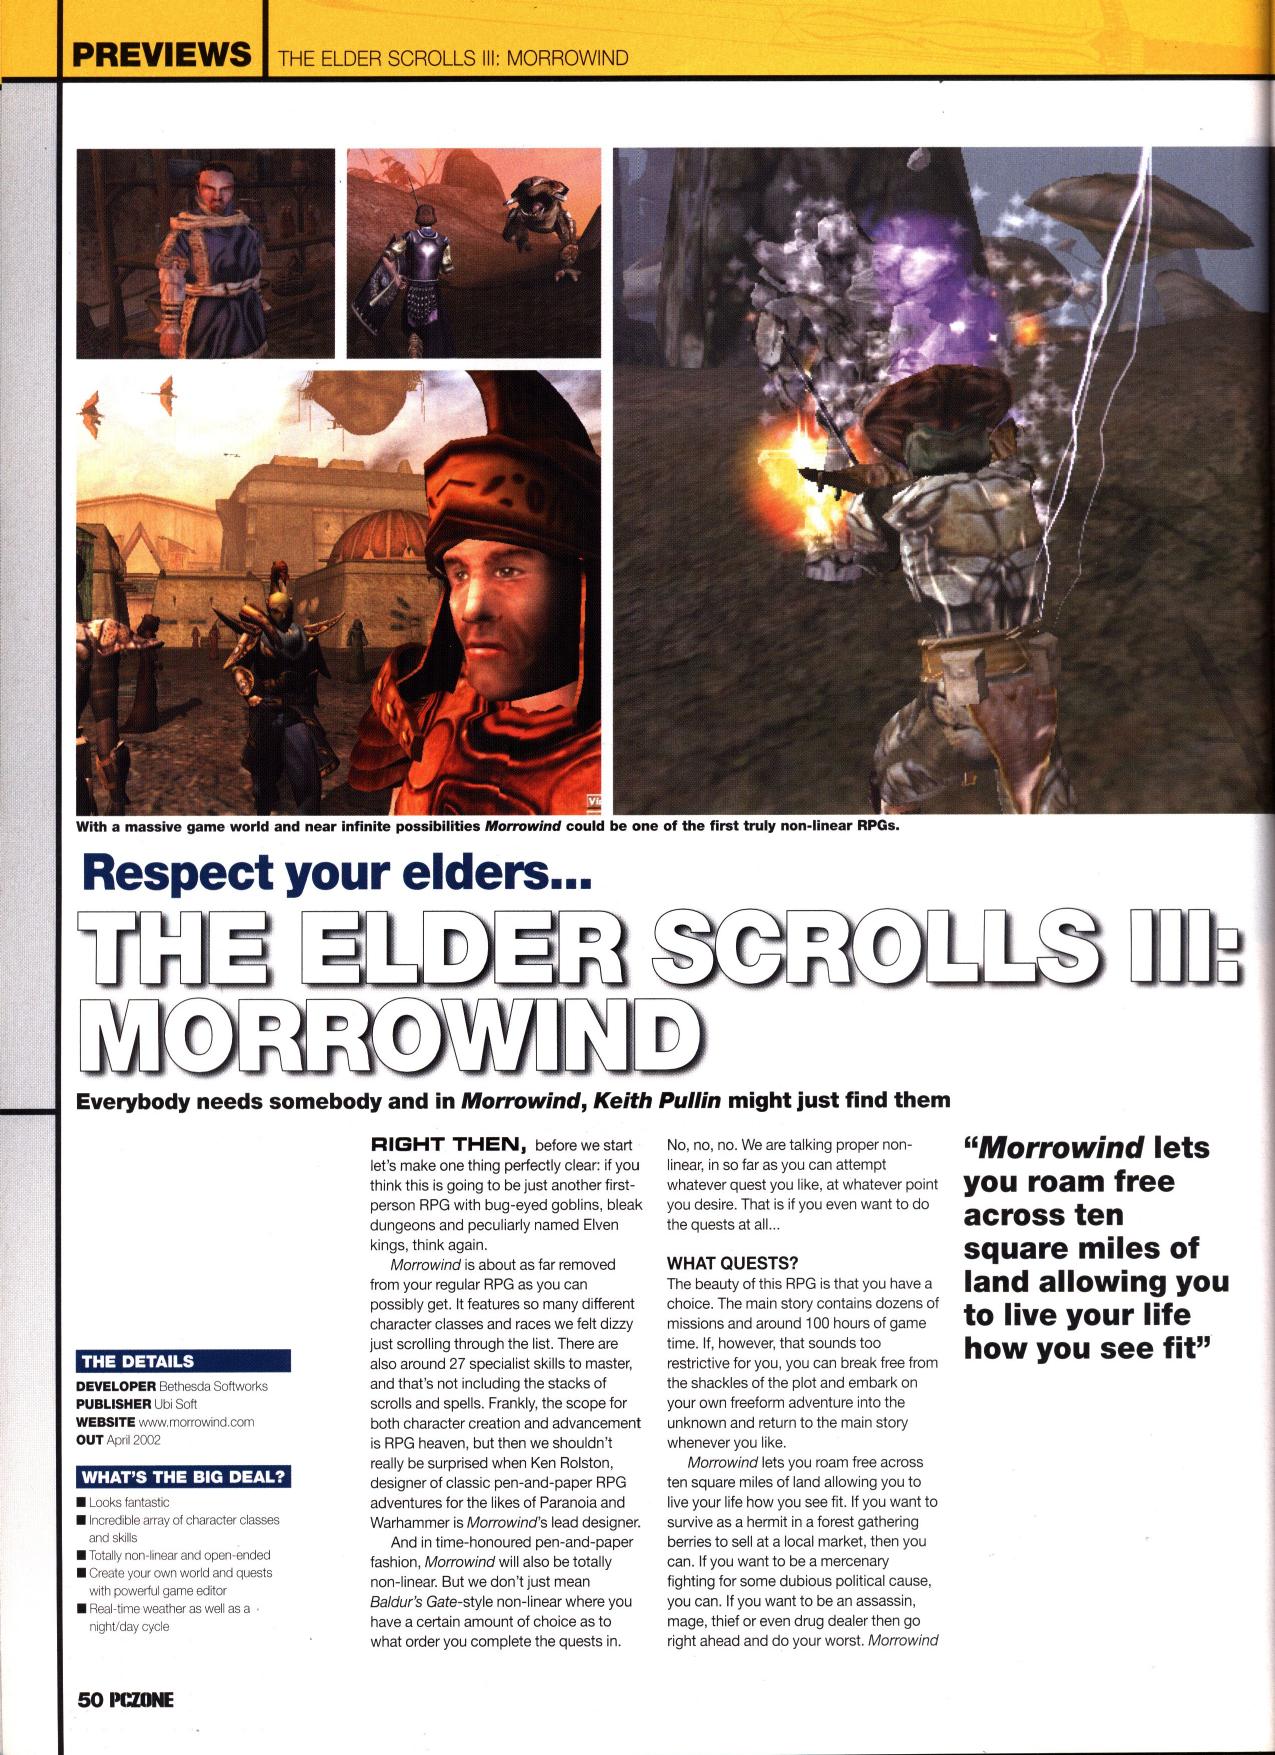 PREVIEWS
THE ELDER SCROLLS III: MORROWIND
With a massive game world and near infinite possibilities Morrowind could be one of the first truly non-linear RPGs.
Respect your elders...
THE ELDER SCROLLS III:
MORROWIND
Everybody needs somebody and in Morrowind, Keith Pullin might just find them
THE DETAILS
DEVELOPER Bethesda Softworks
PUBLISHER Ubi Soft
WEBSITE www.morrowind.com
OUT April 2002
WHAT'S THE BIG DEAL?
■ Looks fantastic
■ Incredible array of character classes
and skills
■ Totally non-linear and open-ended
■ Create your own world and quests
with powerful game editor
■ Real-time weather as well as a
night/day cycle
RIGHT THEN, before we start
let's make one thing perfectly clear: if you
think this is going to be just another first-
person RPG with bug-eyed goblins, bleak
dungeons and peculiarly named Elven
kings, think again.
Morrowind is about as far removed
from your regular RPG as you can
possibly get. It features so many different
character classes and races we felt dizzy
just scrolling through the list. There are
also around 27 specialist skills to master,
and that's not including the stacks of
scrolls and spells. Frankly, the scope for
both character creation and advancement
is RPG heaven, but then we shouldn't
really be surprised when Ken Rolston,
designer of classic pen-and-paper RPG
adventures for the likes of Paranoia and
Warhammer is Morrowind's lead designer.
And in time-honoured pen-and-paper
fashion, Morrowind will also be totally
non-linear. But we don't just mean
Baldur's Gate-style non-linear where you
have a certain amount of choice as to
what order you complete the quests in.
No, no, no. We are talking proper non-
linear, in so far as you can attempt
whatever quest you like, at whatever point
you desire. That is if you even want to do
the quests at all...
WHAT QUESTS?
The beauty of this RPG is that you have a
choice. The main story contains dozens of
missions and around 100 hours of game
time. If, however, that sounds too
restrictive for you, you can break free from
the shackles of the plot and embark on
your own freeform adventure into the
unknown and return to the main story
whenever you like.
Morrowind lets you roam free across
ten square miles of land allowing you to
live your life how you see fit. If you want to
survive as a hermit in a forest gathering
berries to sell at a local market, then you
can. If you want to be a mercenary
fighting for some dubious political cause,
you can. If you want to be an assassin,
mage, thief or even drug dealer then go
right ahead and do your worst. Morrowind
“Morrowind lets
you roam free
across ten
square miles of
land allowing you
to live your life
how you see fit”
50 PCZONE